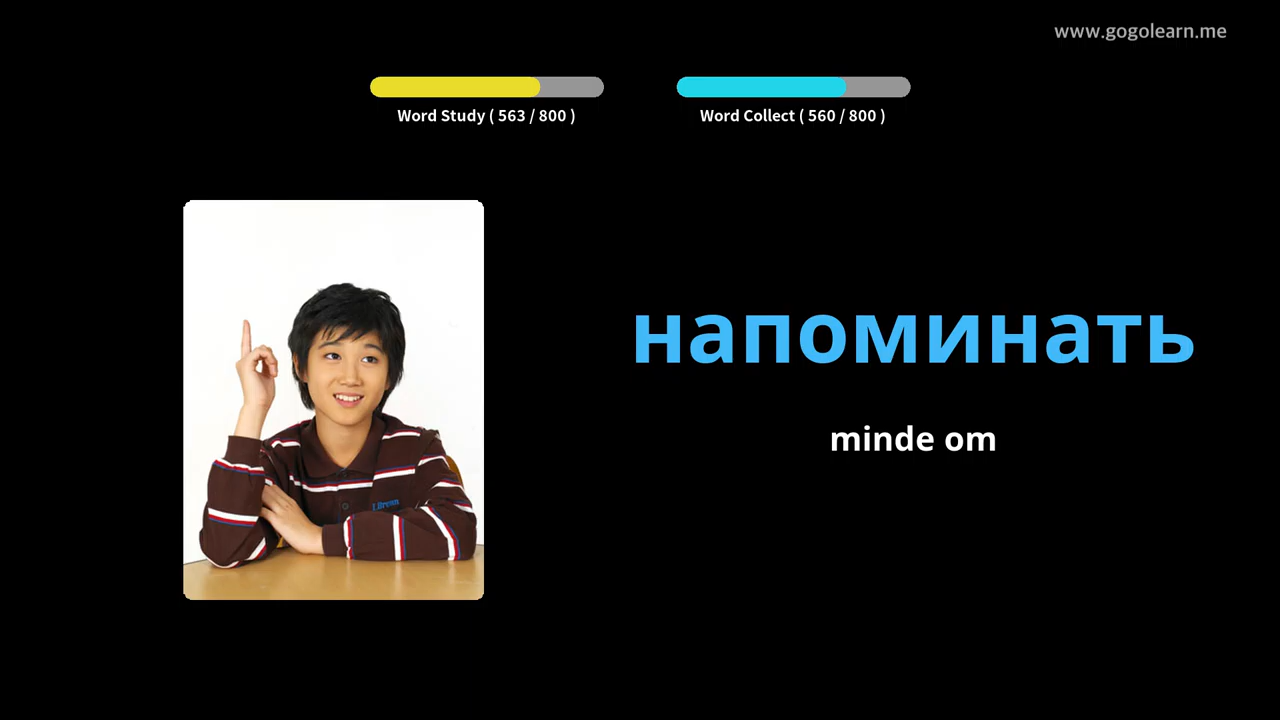 www.gogolearn.me
Word Study ( 563 / 800 )
Word Collect ( 560 / 800 )
напоминать
minde om